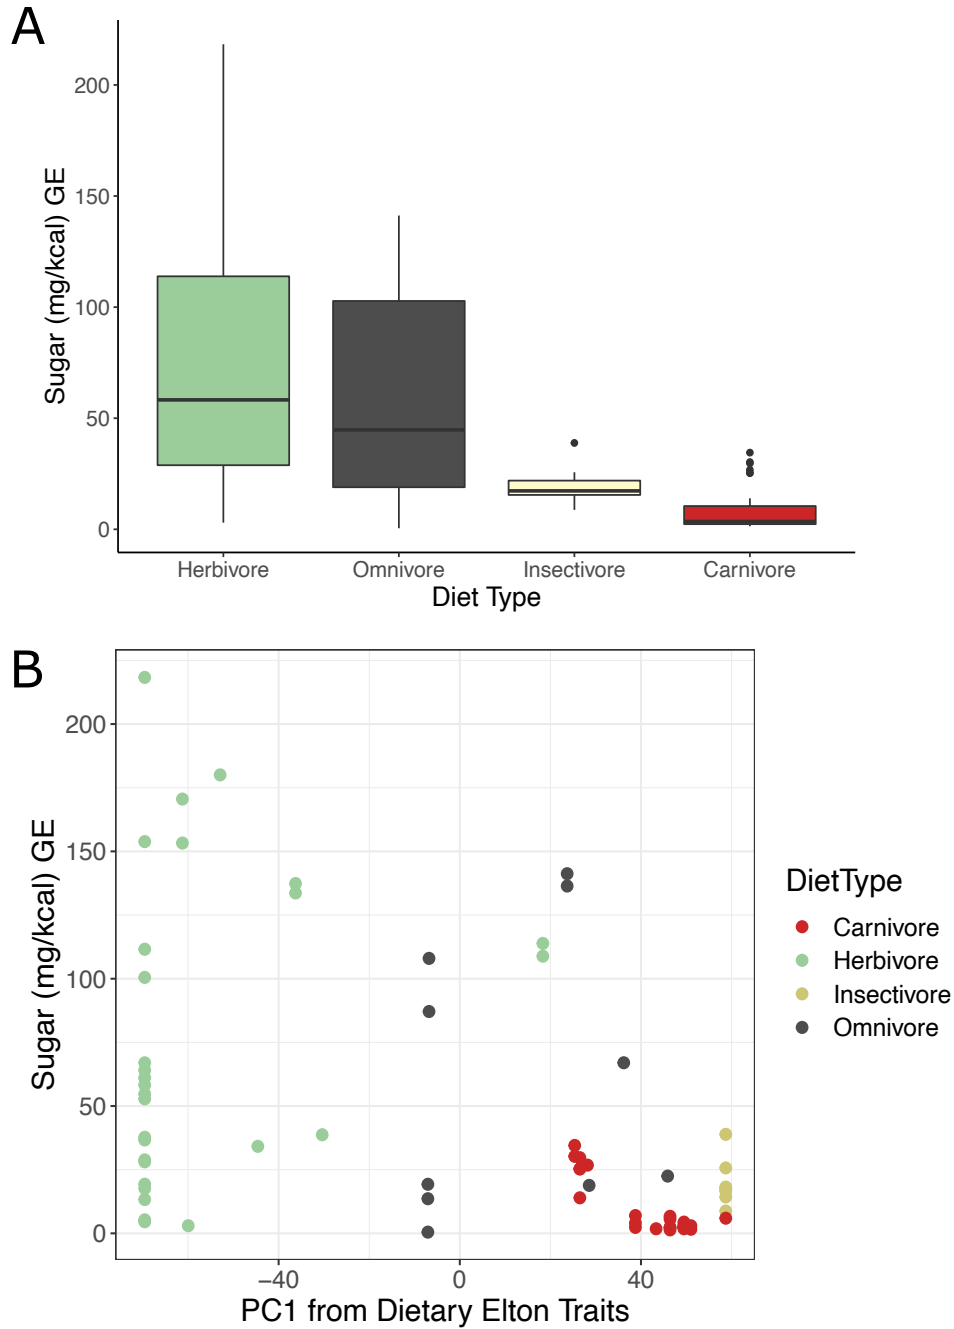 A
Sugar (mg/kcal) GE
200
150
100
50
0
Herbivore Omnivore Insectivore Carnivore
Diet Type
B
Sugar (mg/kcal) GE
200
150
100
50
0
−40 0 40
PC1 from Dietary Elton Traits
DietType
Carnivore
Herbivore
Insectivore
Omnivore